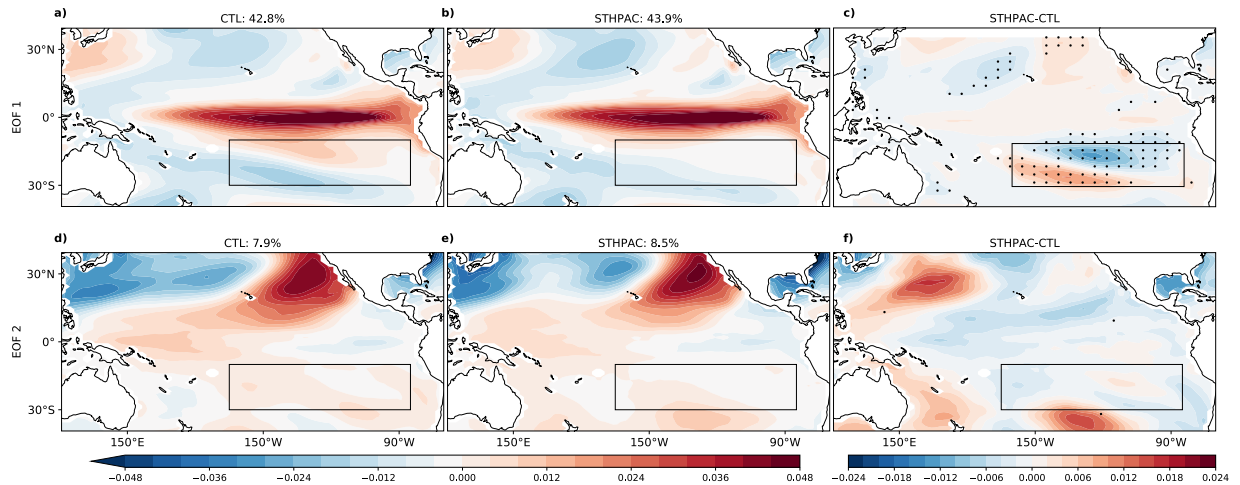 a) CTL: 42.8% b) STHPAC: 43.9% c) STHPAC-CTL
30°N
EOF 1
0°
30°S
d) CTL: 7.9% e) STHPAC: 8.5% f) STHPAC-CTL
30°N
EOF 2
0°
30°S
150°E 150°W 90°W 150°E 150°W 90°W 150°E 150°W 90°W
−0.048 −0.036 −0.024 −0.012 0.000 0.012 0.024 0.036 0.048 −0.024 −0.018 −0.012 −0.006 0.000 0.006 0.012 0.018 0.024